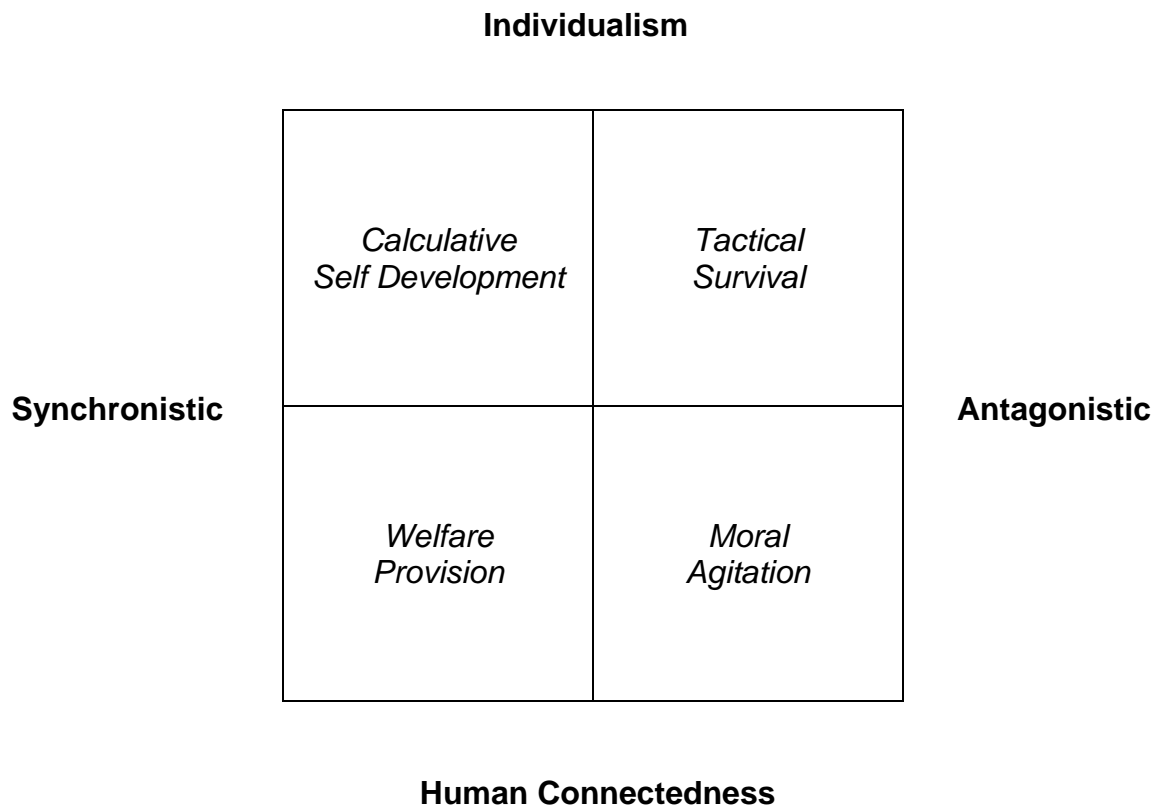 Individualism
Calculative
Self Development
Tactical
Survival
Synchronistic
Antagonistic
Welfare
Provision
Moral
Agitation
Human Connectedness